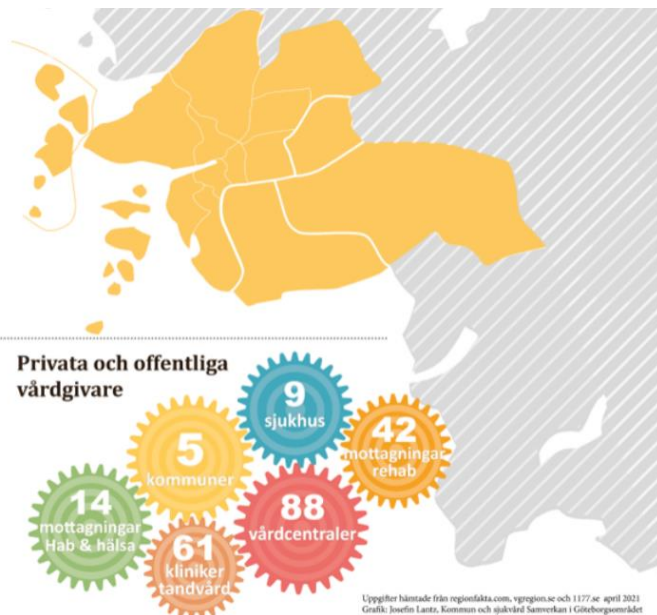 Privata och offentliga
vårdgivare
9
sjukhus
5
kommuner
42
mottagningar
rehab
14
mottagningar
Hab & hälsa
88
vårdcentraler
61
kliniker
tandvård
Uppgifter hämtade från regionfakta.com, vgregion.se och 1177.se april 2021
Grafik: Josefin Lantz, Kommun och sjukvård Samverkan i Göteborgsområdet